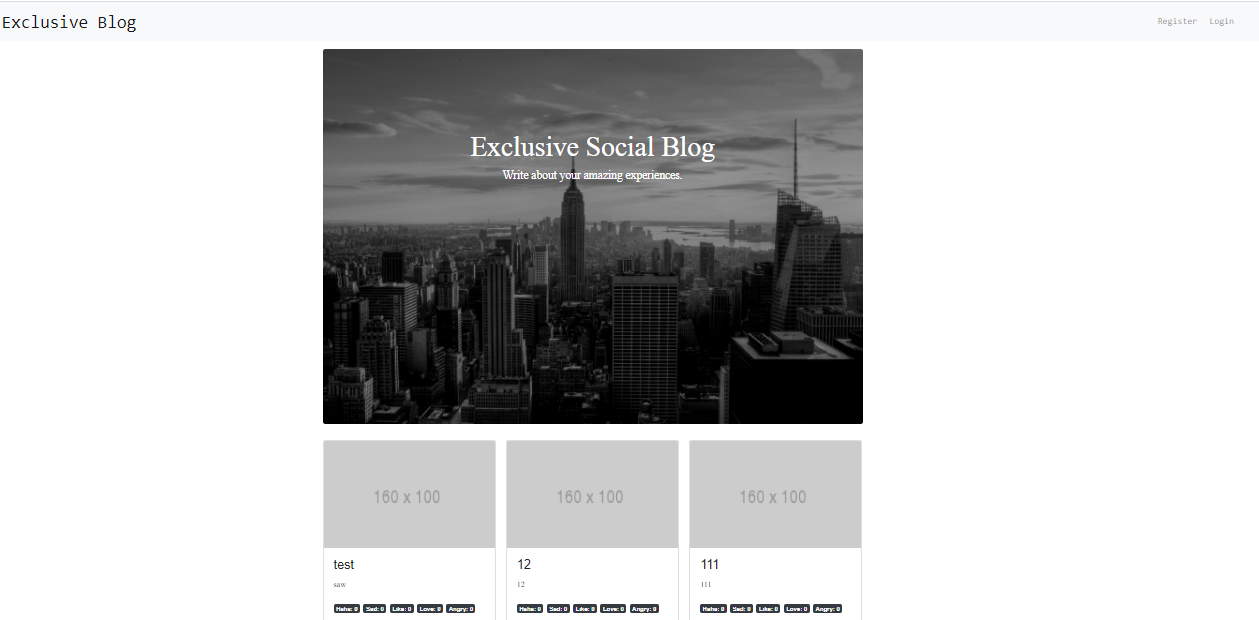 Exclusive Blog
Register Login
Exclusive Social Blog
Write about your amazing experiences.
160 x 100
160 x 100
160 x 100
test
saw
Haha: 0 Sad: 0 Like: 0 Love: 0 Angry: 0
12
12
Haha: 0 Sad: 0 Like: 0 Love: 0 Angry: 0
111
111
Haha: 0 Sad: 0 Like: 0 Love: 0 Angry: 0